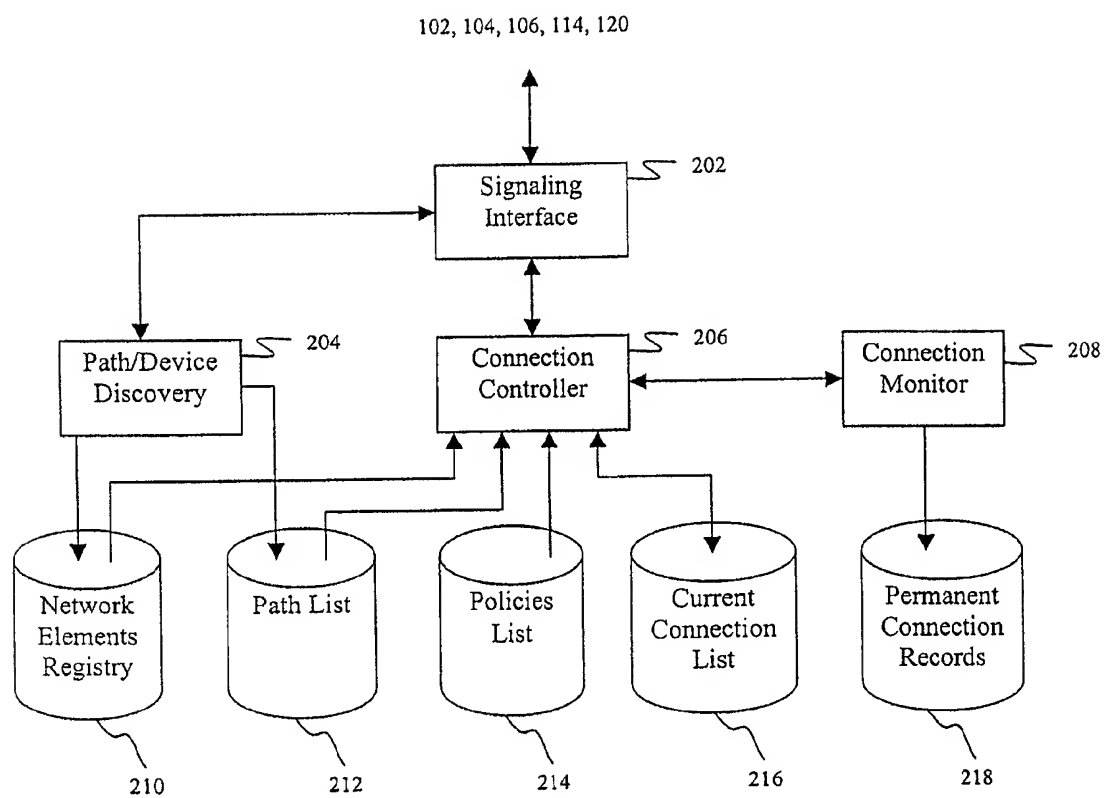 102, 104, 106, 114, 120
Signaling
Interface
202
Path/Device
Discovery
204
Connection
Controller
206
Connection
Monitor
208
Network
Elements
Registry
Path List
Policies
List
Current
Connection
List
Permanent
Connection
Records
210
212
214
216
218